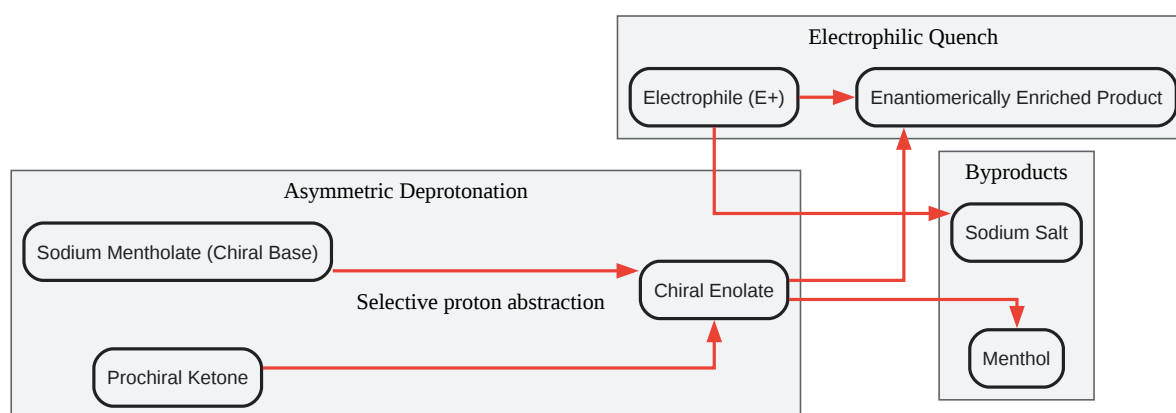 Electrophilic Quench
Electrophile (E+)
Enantiomerically Enriched Product
Asymmetric Deprotonation
Byproducts
Sodium Mentholate (Chiral Base)
Sodium Salt
Chiral Enolate
Selective proton abstraction
Prochiral Ketone
Menthol